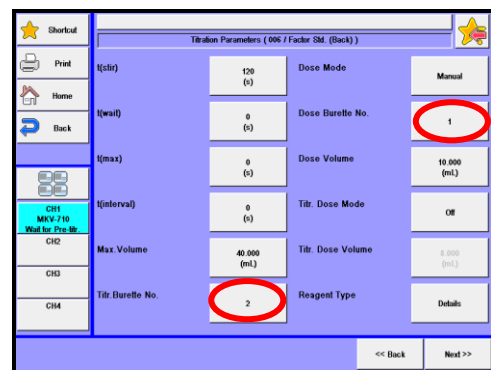 Shortcut
Titration Parameters ( 006 / Factor Std. (Back) )
Print
Home
Back
CH1
MKV-710
Wait for Pre-titr.
CH2
CH3
CH4
t(stir)
120
(s)
Dose Mode
Manual
t(wait)
0
(s)
Dose Burette No.
1
t(max)
0
(s)
Dose Volume
10.000
(mL)
t(interval)
0
(s)
Titr. Dose Mode
Off
Max.Volume
40.000
(mL)
Titr. Dose Volume
0.000
(mL)
Titr.Burette No.
2
Reagent Type
Details
<< Back
Next >>